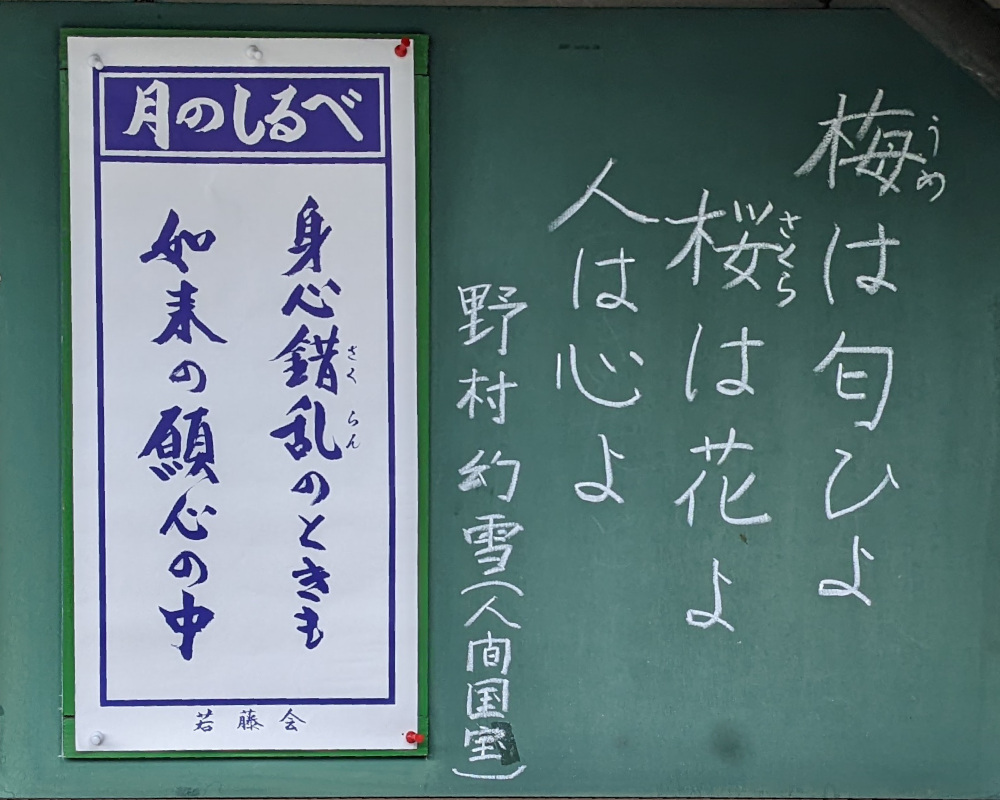 梅は匂ひよ
うめ
桜は花よ
さくら
人は心よ
野村幻雪(人間国宝)
月のしるべ
身心錯乱のときも
さくらん
如来の願心の中
若藤会